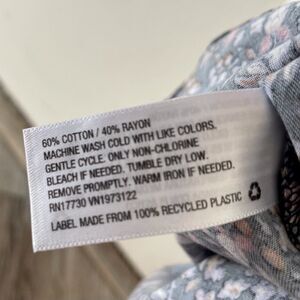 60% COTTON / 40% RAYON
MACHINE WASH COLD WITH LIKE COLORS.
GENTLE CYCLE. ONLY NON-CHLORINE
BLEACH IF NEEDED. TUMBLE DRY LOW.
REMOVE PROMPTLY. WARM IRON IF NEEDED.
RN17730 VN1973122
LABEL MADE FROM 100% RECYCLED PLASTIC